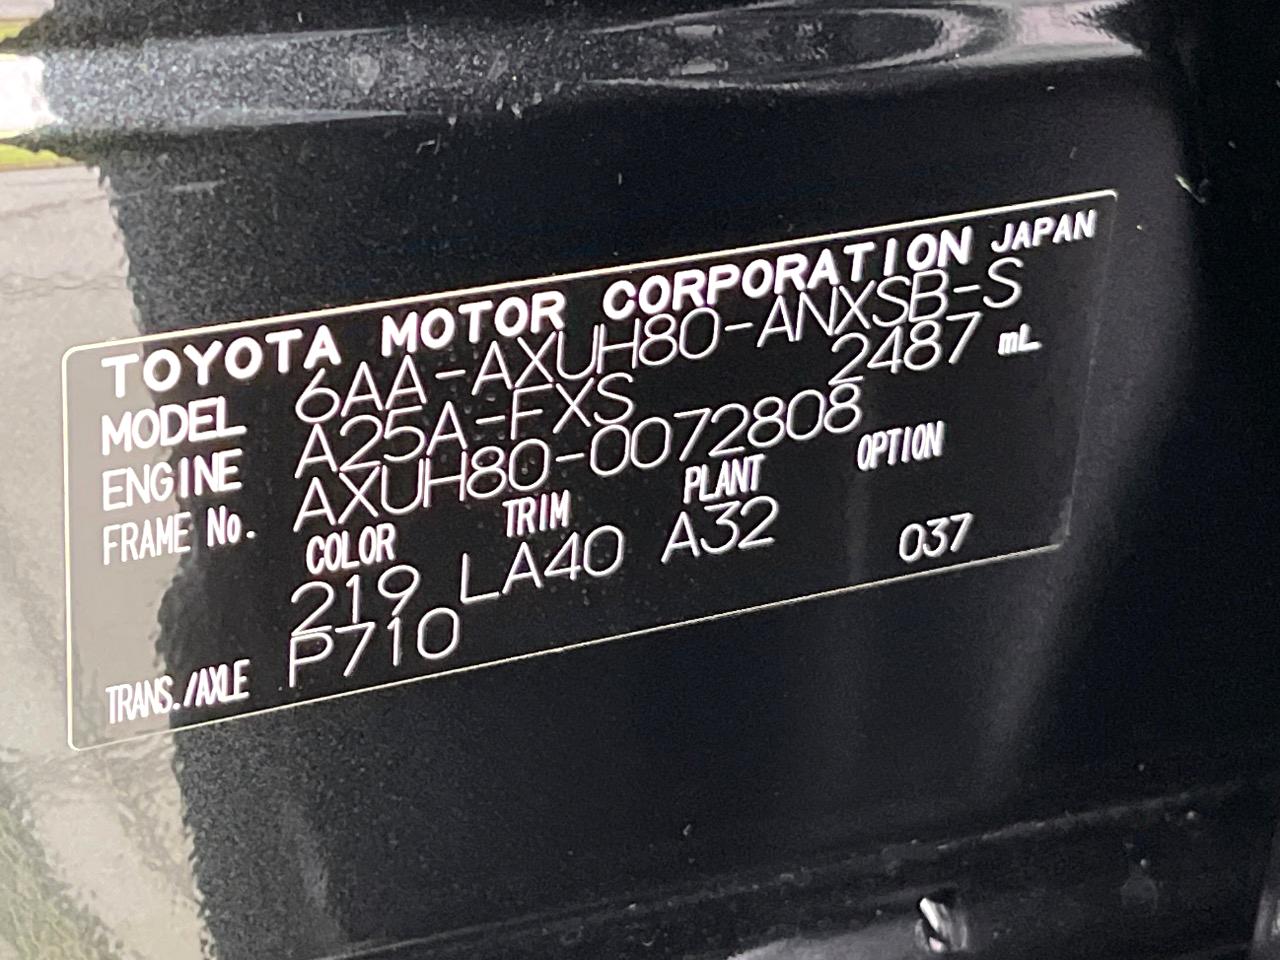 TOYOTA MOTOR CORPORATION JAPAN
MODEL 6AA-AXUH80-ANXSB-S
ENGINE A25A-FXS 2487 mL
FRAME No. AXUH80-0072808
COLOR TRIM PLANT OPTION
219 LA40 A32 037
TRANS./AXLE P710